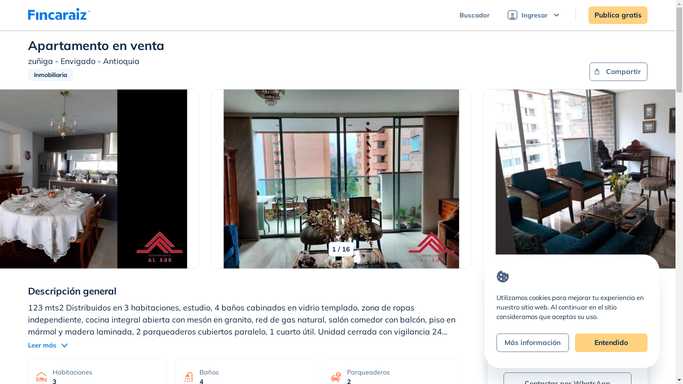 Fincaraiz
Buscador
Ingresar
Publica gratis
Apartamento en venta
zuñiga - Envigado - Antioquia
Inmobiliaria
Compartir
AL SUR
1 / 16
Descripción general
123 mts2 Distribuidos en 3 habitaciones, estudio, 4 baños cabinados en vidrio templado, zona de ropas
independiente, cocina integral abierta con mesón en granito, red de gas natural, salón comedor con balcón, piso en
mármol y madera laminada, 2 parqueaderos cubiertos paralelo, 1 cuarto útil. Unidad cerrada con vigilancia 24...
Leer más
Habitaciones
3
Baños
4
Parqueaderos
2
Utilizamos cookies para mejorar tu experiencia en
nuestro sitio web. Al continuar en el sitio
consideramos que aceptas su uso.
Más información
Entendido
Contactar por WhatsApp